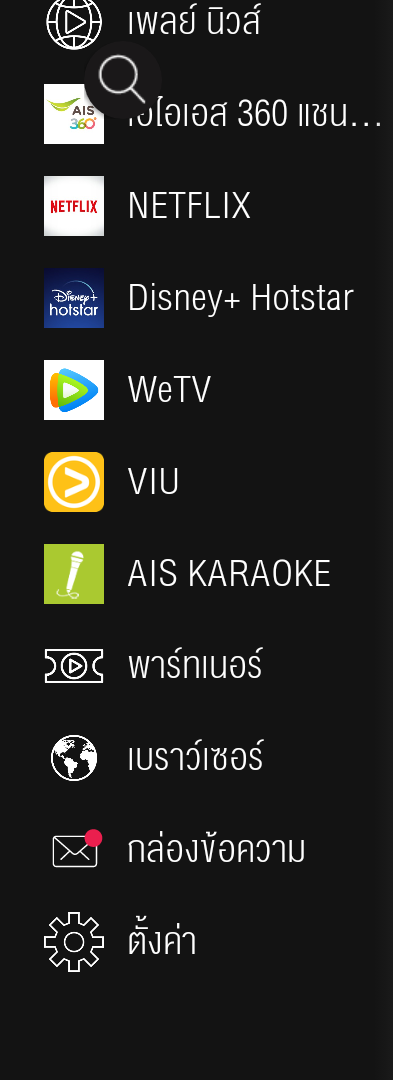 เพลย์ นิวส์
AIS
360°
เอไอเอส 360 แชน...
NETFLIX
NETFLIX
Disney+
hotstar
Disney+ Hotstar
WeTV
VIU
AIS KARAOKE
พาร์ทเนอร์
เบราว์เซอร์
กล่องข้อความ
ตั้งค่า